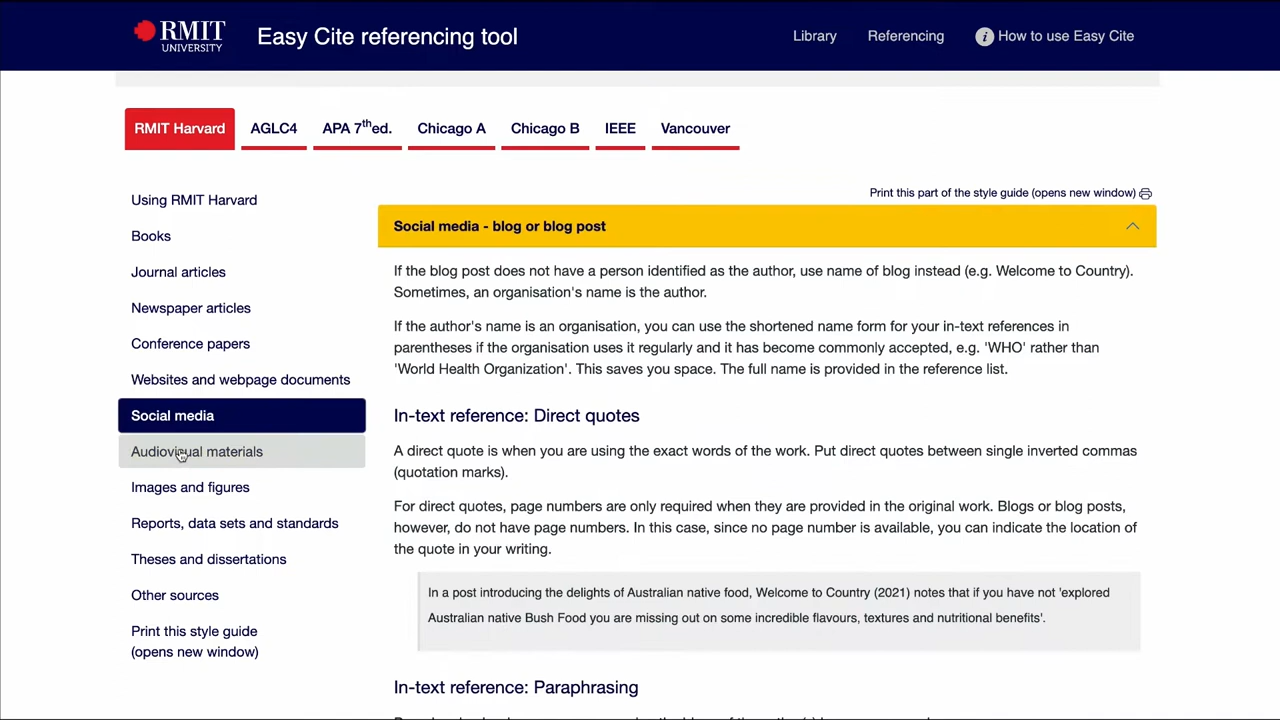 RMIT
UNIVERSITY
Easy Cite referencing tool
Library
Referencing
How to use Easy Cite
RMIT Harvard
AGLC4
APA 7th ed.
Chicago A
Chicago B
IEEE
Vancouver
Using RMIT Harvard
Books
Journal articles
Newspaper articles
Conference papers
Websites and webpage documents
Social media
Audiovisual materials
Images and figures
Reports, data sets and standards
Theses and dissertations
Other sources
Print this style guide
(opens new window)
Print this part of the style guide (opens new window)
Social media - blog or blog post
If the blog post does not have a person identified as the author, use name of blog instead (e.g. Welcome to Country).
Sometimes, an organisation's name is the author.
If the author's name is an organisation, you can use the shortened name form for your in-text references in
parentheses if the organisation uses it regularly and it has become commonly accepted, e.g. 'WHO' rather than
'World Health Organization'. This saves you space. The full name is provided in the reference list.
In-text reference: Direct quotes
A direct quote is when you are using the exact words of the work. Put direct quotes between single inverted commas
(quotation marks).
For direct quotes, page numbers are only required when they are provided in the original work. Blogs or blog posts,
however, do not have page numbers. In this case, since no page number is available, you can indicate the location of
the quote in your writing.
In a post introducing the delights of Australian native food, Welcome to Country (2021) notes that if you have not 'explored
Australian native Bush Food you are missing out on some incredible flavours, textures and nutritional benefits'.
In-text reference: Paraphrasing